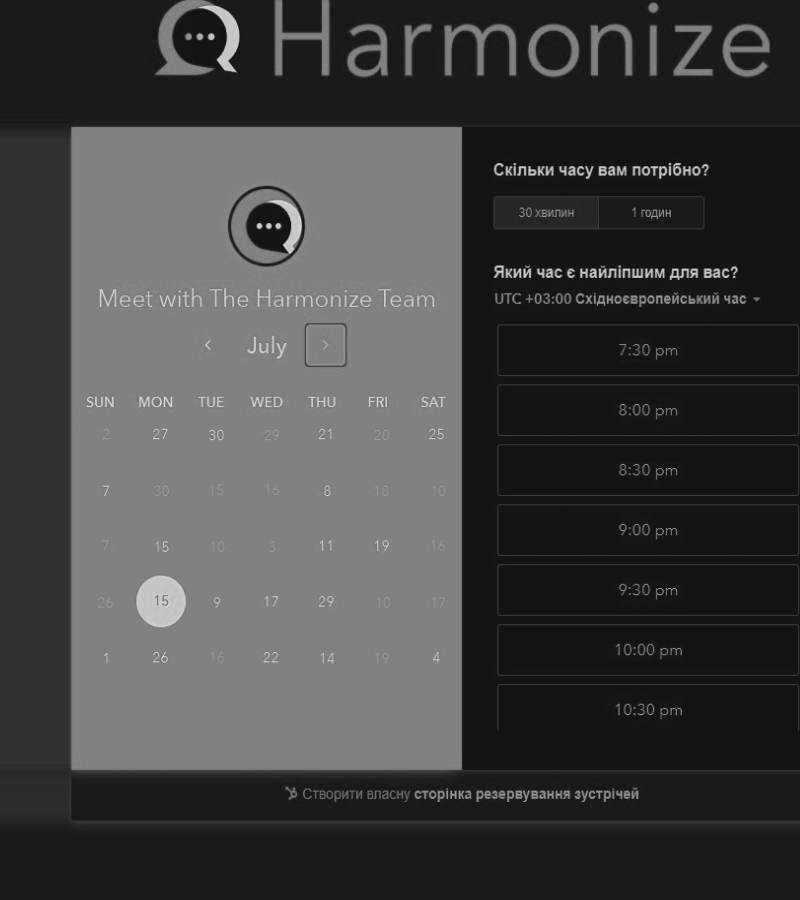 Harmonize
Meet with The Harmonize Team
July
SUN MON TUE WED THU FRI SAT
2 27 30 29 21 20 25
7 30 15 16 8 18 10
7 15 10 3 11 19 16
26 15 9 17 29 10 17
1 26 16 22 14 19 4
Скільки часу вам потрібно?
30 хвилин 1 годин
Який час є найліпшим для вас?
UTC +03:00 Східноєвропейський час
7:30 pm
8:00 pm
8:30 pm
9:00 pm
9:30 pm
10:00 pm
10:30 pm
Створити власну сторінка резервування зустрічей